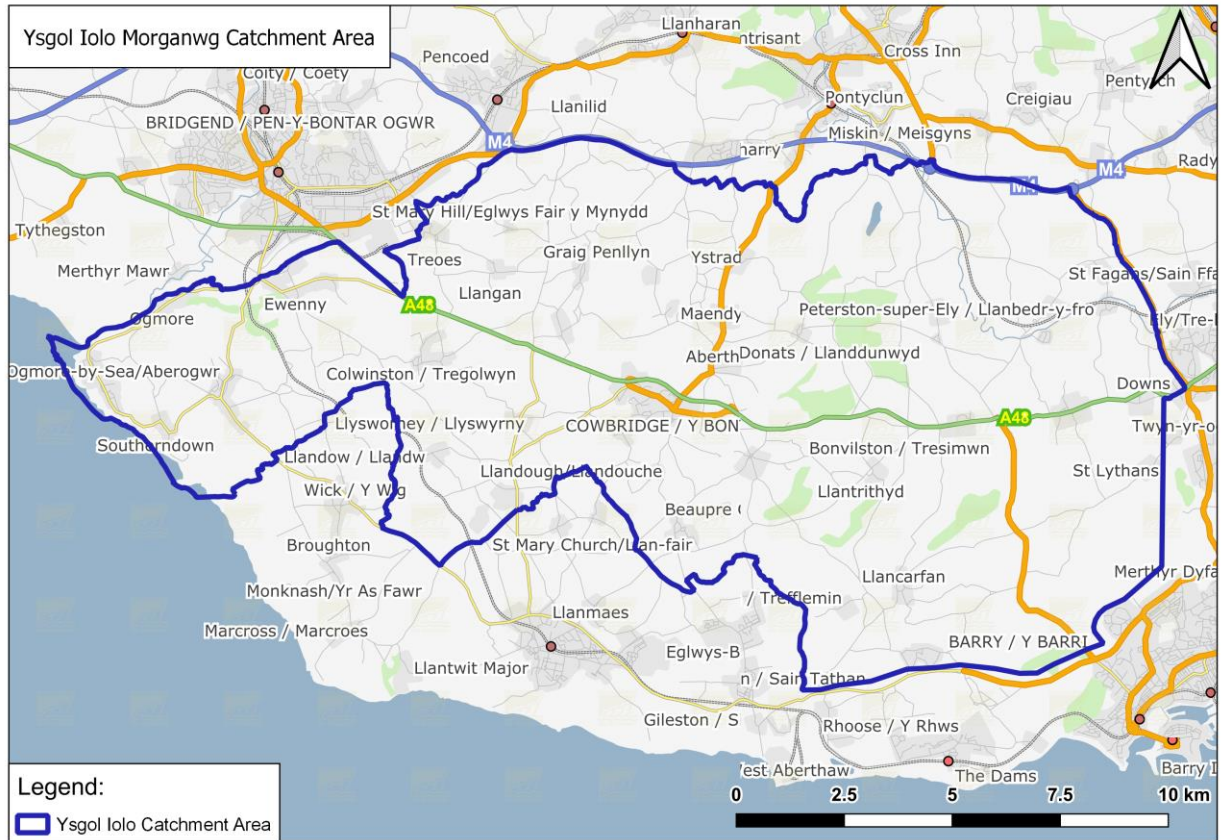 Ysgol Iolo Morganwg Catchment Area
Llanharan
ntrisant
Cross Inn
Pencoed
Coity / Coety
Llanilid
Pontyclun
Creigiau
Pentyrch
BRIDGEND / PEN-Y-BONTAR OGWR
M4
harry
Miskin / Meisgyns
M4
M4
Rady
St Mary Hill/Eglwys Fair y Mynydd
Tythegston
Graig Penllyn
Ystrad
Treoes
Merthyr Mawr
St Fagans/Sain Ffa
Llangan
Ewenny
A48
Maendy
Peterston-super-Ely / Llanbedr-y-fro
Ely/Tre-l
Ogmore
Aberth
Donats / Llanddunwyd
Ogmore-by-Sea/Aberogwr
Colwinston / Tregolwyn
Downs
A48
Llysworney / Llyswyrny
COWBRIDGE / Y BON
Twyn-yr-o
Southerndown
Llandow / Llandw
Bonvilston / Tresimwn
Llandough/Llandouche
St Lythans
Wick / Y Wig
Llantrithyd
Beaupre
Broughton
St Mary Church/Llan-fair
Merthyr Dyfa
Llancarfan
Monknash/Yr As Fawr
/ Trefflemin
Llanmaes
Marcross / Marcroes
BARRY / Y BARRI
Llantwit Major
Eglwys-B
n / Sain Tathan
Gileston / S
Rhoose / Y Rhws
est Aberthaw
The Dams
Barry I
Legend:
Ysgol Iolo Catchment Area
0 2.5 5 7.5 10 km